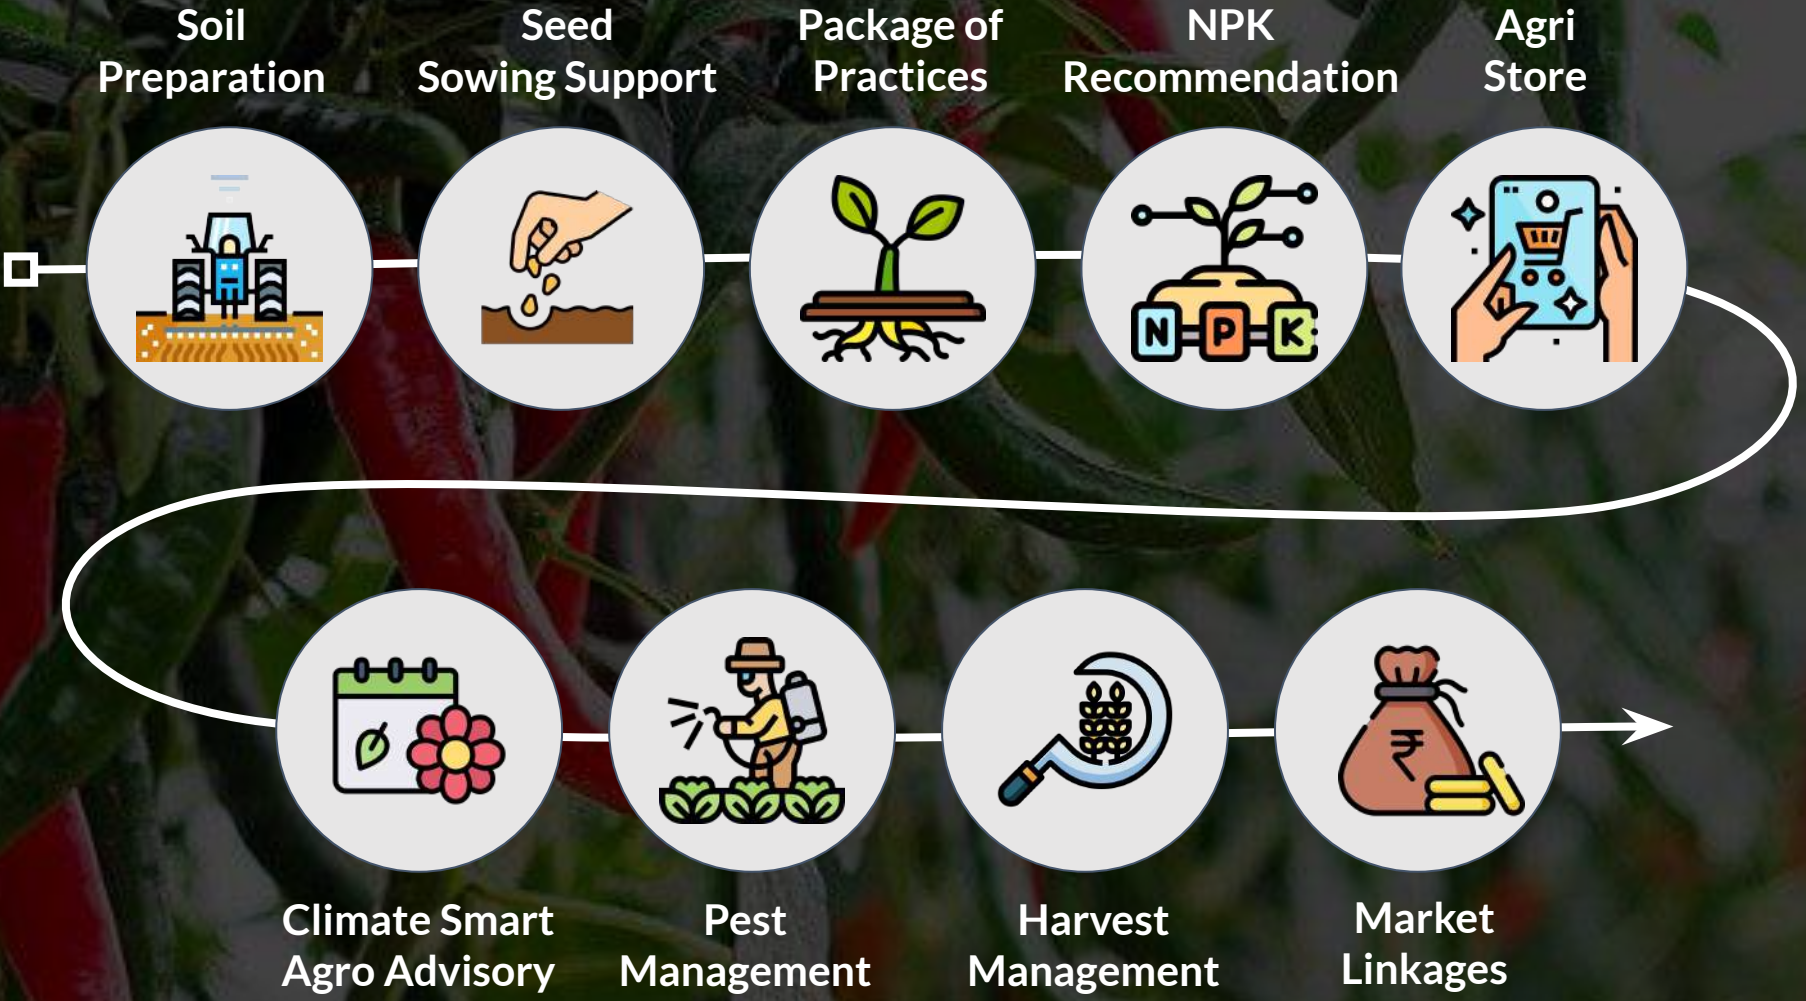 Soil
Preparation
Seed
Sowing Support
Package of
Practices
NPK
Recommendation
Agri
Store
N P K
Climate Smart
Agro Advisory
Pest
Management
Harvest
Management
₹
Market
Linkages